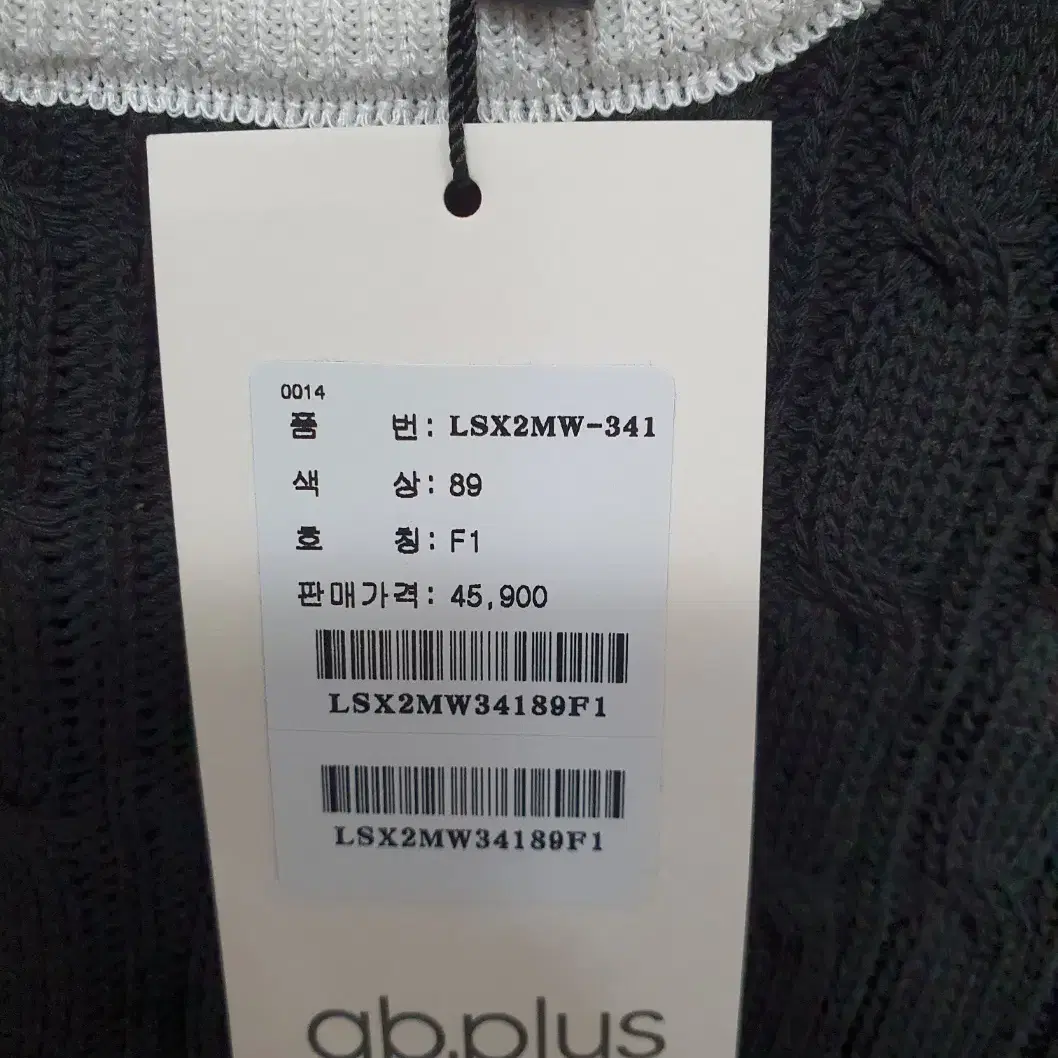 0014
품 번: LSX2MW-341
색 상: 89
호 칭: F1
판매가격: 45,900
LSX2MW34189F1
LSX2MW34189F1
ab.plus